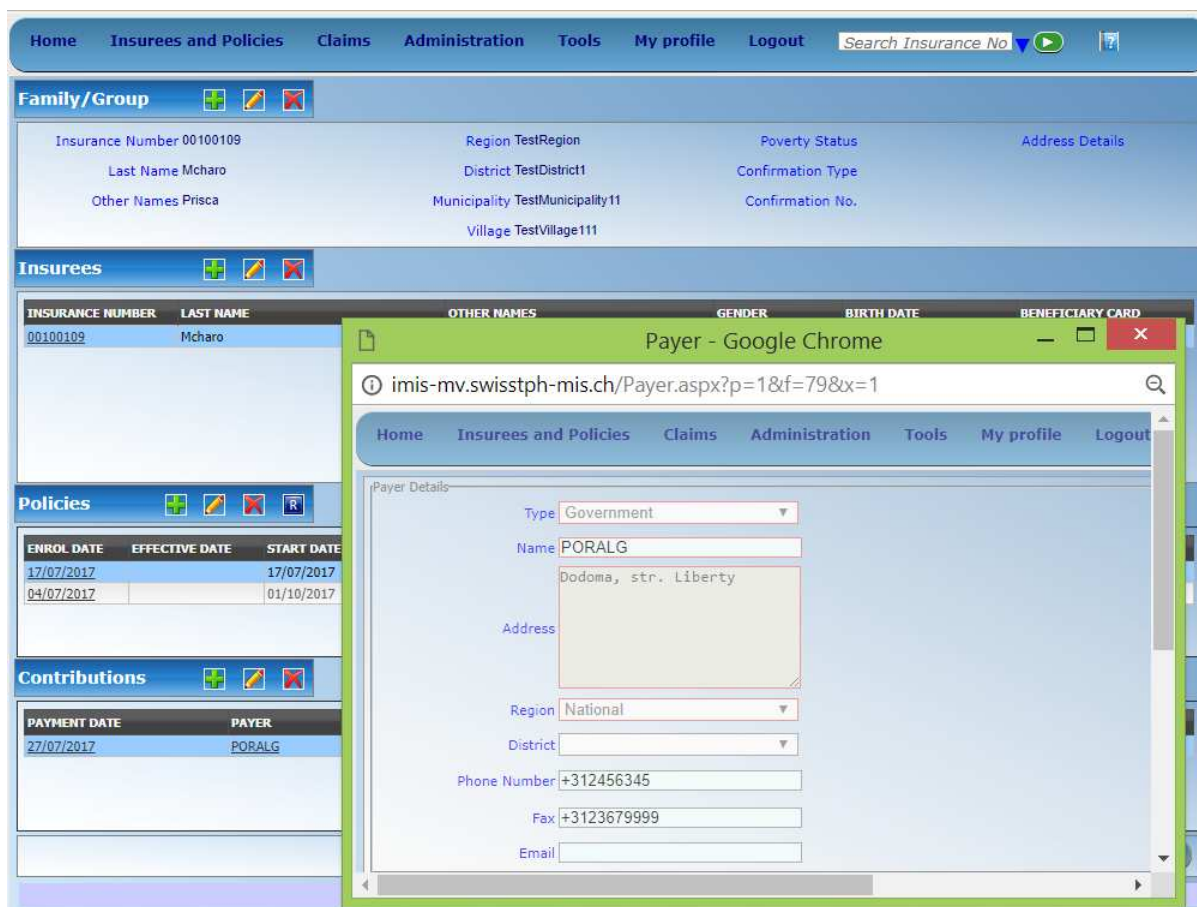 Home Insurees and Policies Claims Administration Tools My profile Logout Search Insurance No
Family/Group
Insurance Number 00100109 Region TestRegion Poverty Status Address Details
Last Name Mcharo District TestDistrict1 Confirmation Type
Other Names Prisca Municipality TestMunicipality11 Confirmation No.
Village TestVillage111
Insurees
INSURANCE NUMBER LAST NAME OTHER NAMES GENDER BIRTH DATE BENEFICIARY CARD
00100109 Mcharo
Payer - Google Chrome
imis-mv.swisstph-mis.ch/Payer.aspx?p=1&f=79&x=1
Home Insurees and Policies Claims Administration Tools My profile Logout
Payer Details
Type Government
Name PORALG
Address Dodoma, str. Liberty
Region National
District
Phone Number +312456345
Fax +3123679999
Email
Policies R
ENROL DATE EFFECTIVE DATE START DATE
17/07/2017 17/07/2017
04/07/2017 01/10/2017
Contributions
PAYMENT DATE PAYER
27/07/2017 PORALG